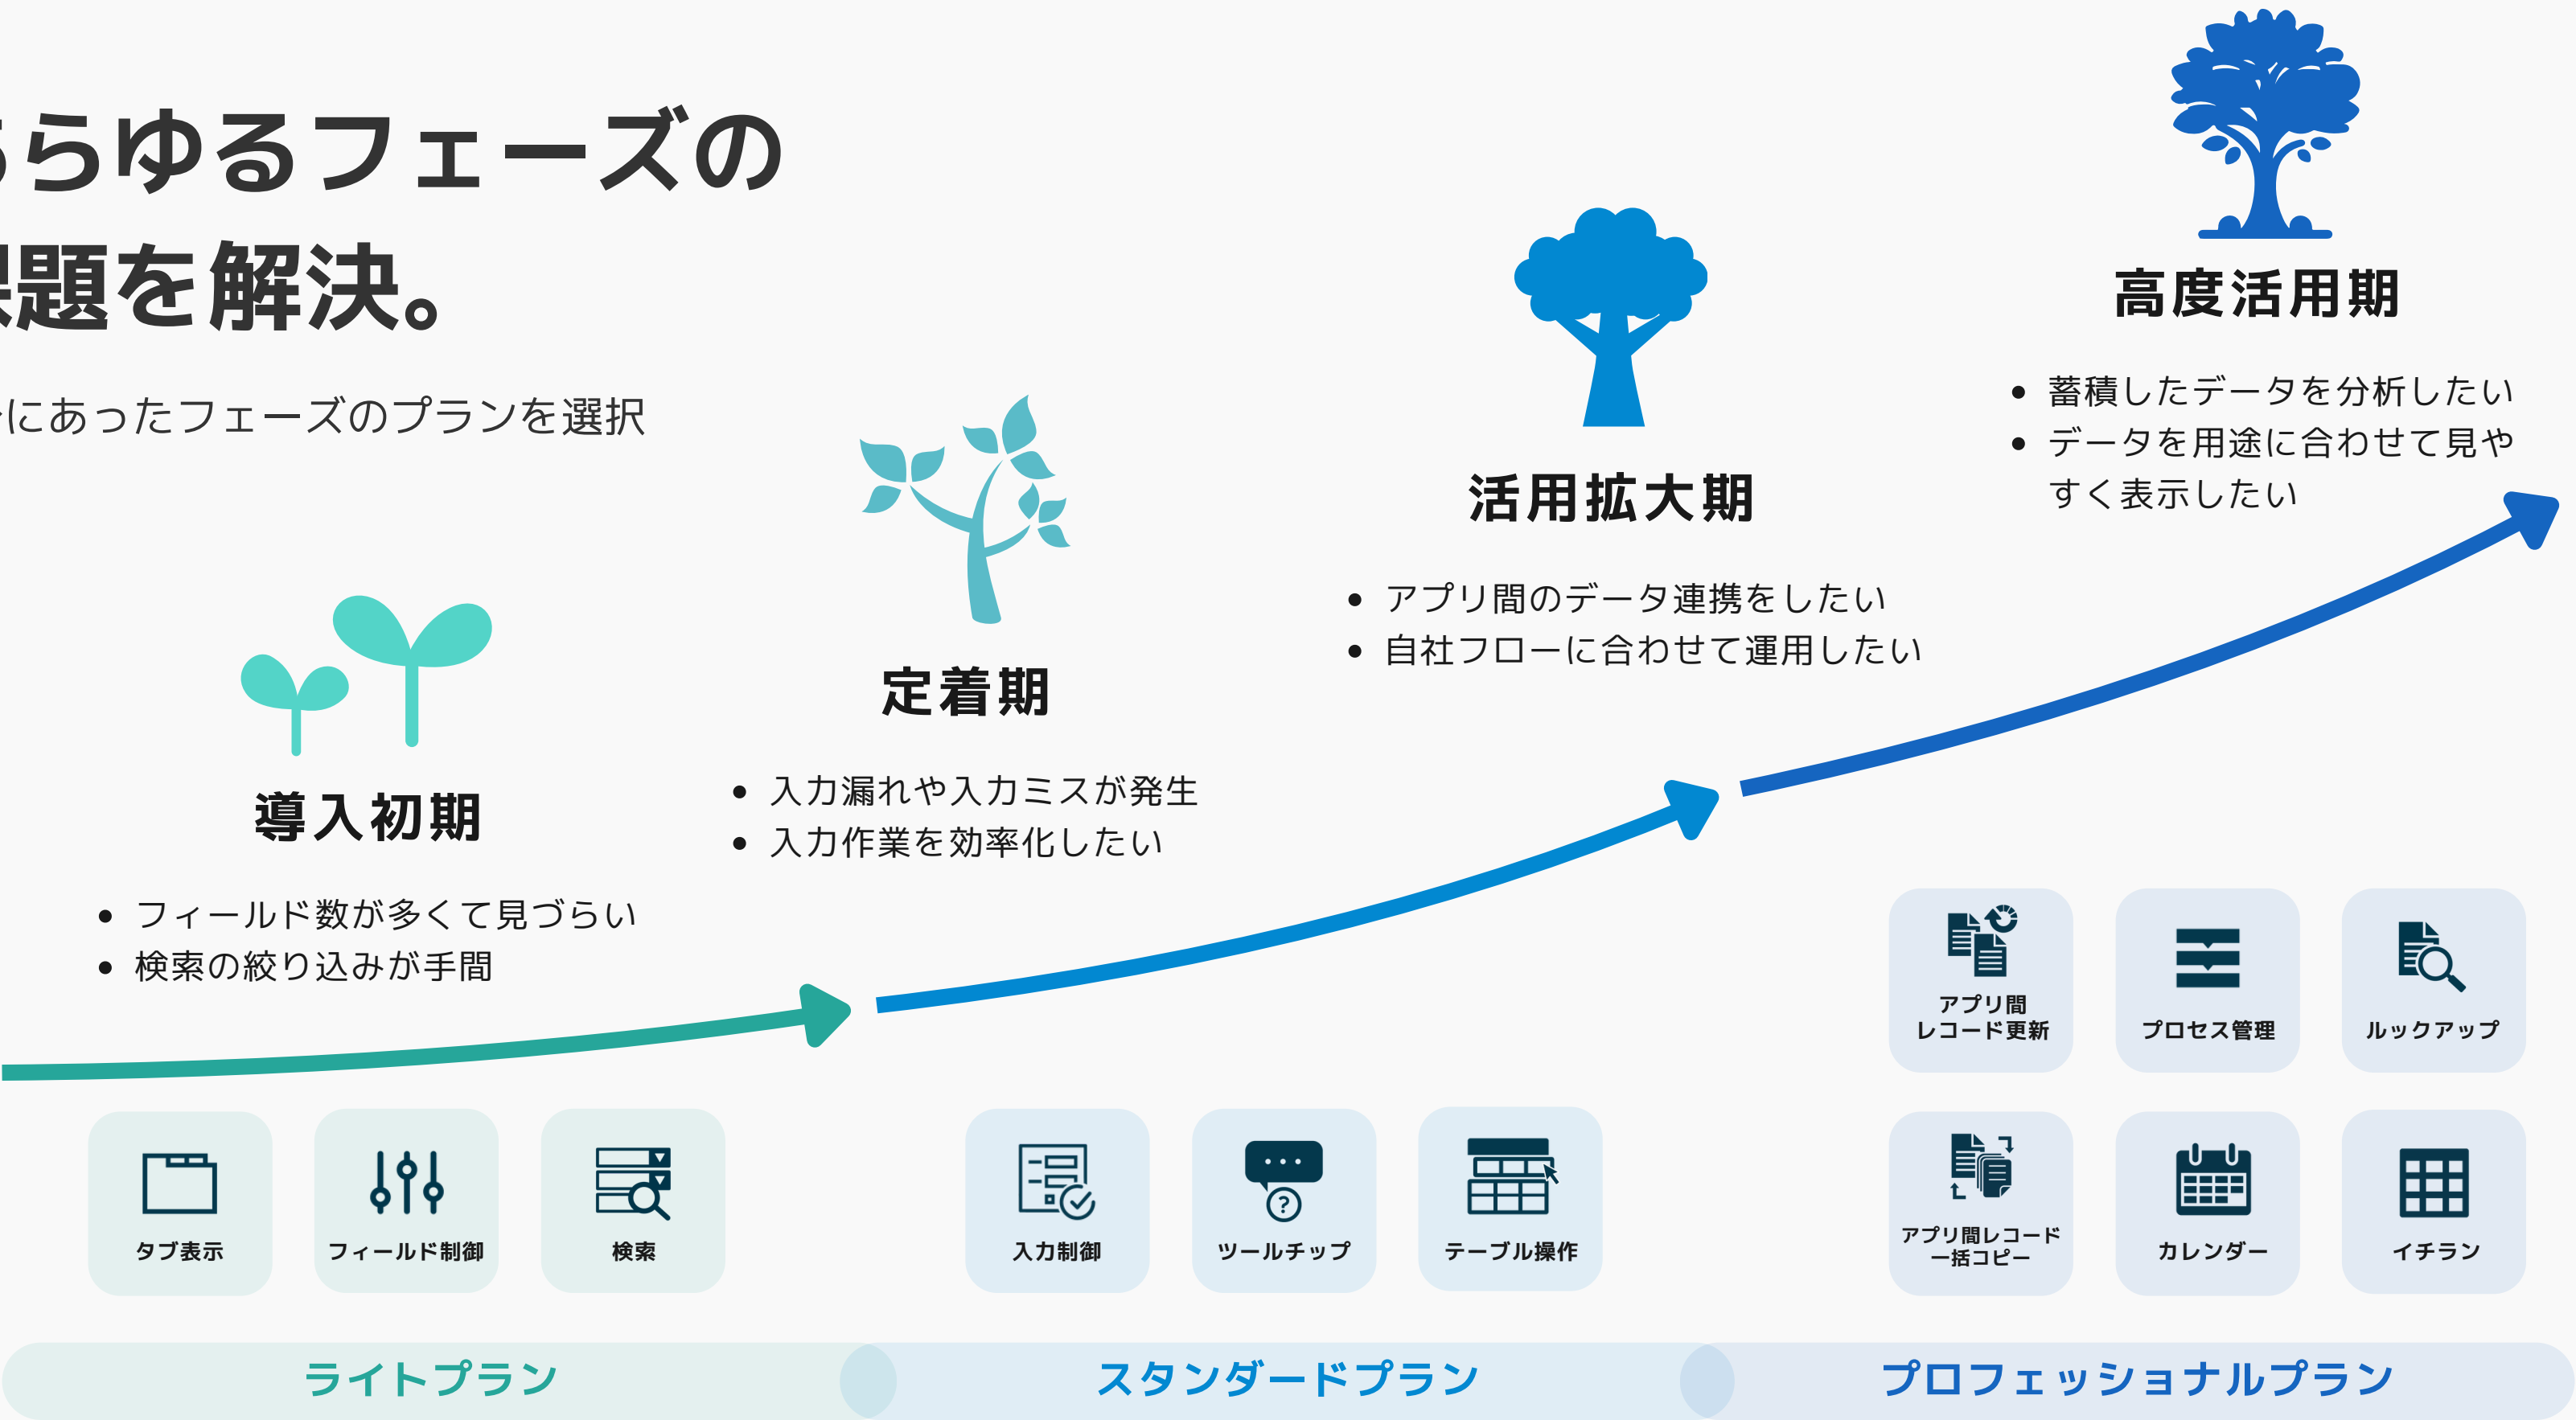 らゆるフェーズの
題を解決。
にあったフェーズのプランを選択
導入初期
フィールド数が多くて見づらい
検索の絞り込みが手間
定着期
入力漏れや入力ミスが発生
入力作業を効率化したい
活用拡大期
アプリ間のデータ連携をしたい
自社フローに合わせて運用したい
高度活用期
蓄積したデータを分析したい
データを用途に合わせて見や
すく表示したい
タブ表示
フィールド制御
検索
入力制御
ツールチップ
テーブル操作
アプリ間
レコード更新
プロセス管理
ルックアップ
アプリ間レコード
一括コピー
カレンダー
イチラン
ライトプラン
スタンダードプラン
プロフェッショナルプラン